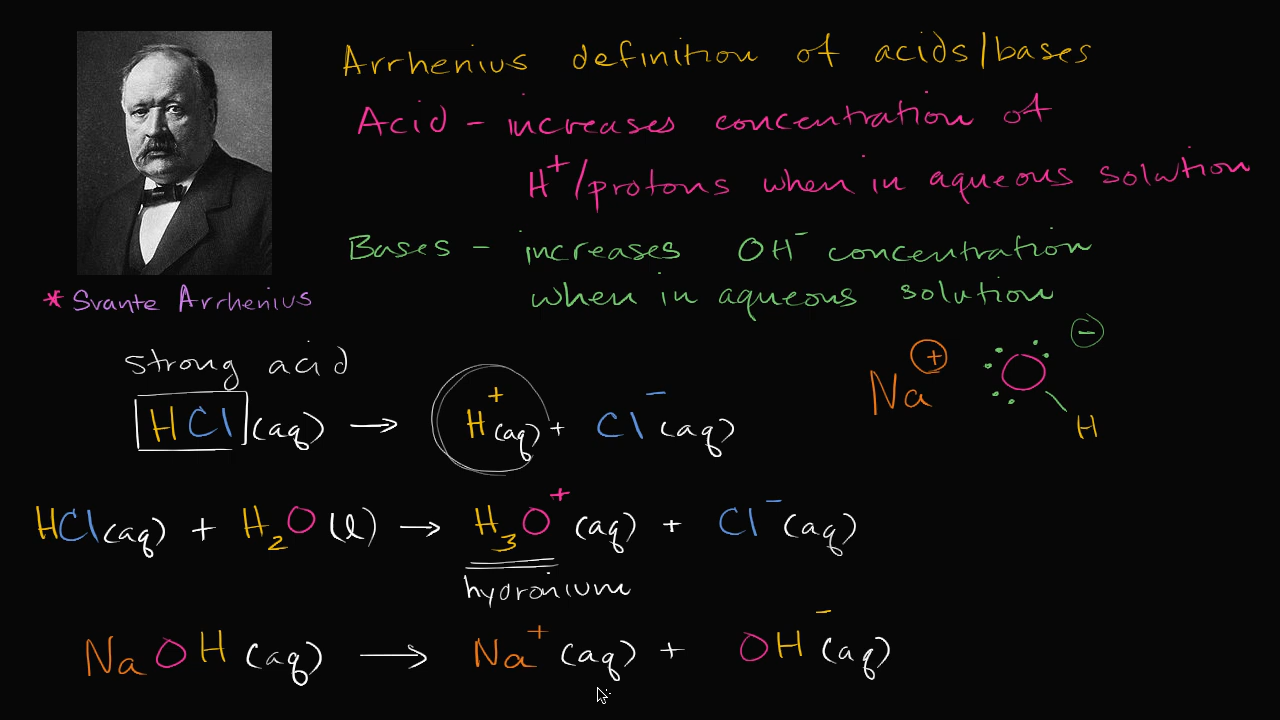 Arrhenius definition of acids/bases
Acid - increases concentration of
H⁺/protons when in aqueous solution
Bases - increases OH⁻ concentration
when in aqueous solution
* Svante Arrhenius
strong acid
HCl (aq) → H⁺(aq) + Cl⁻(aq)
Na⁺ O H ⁻
HCl(aq) + H₂O(l) → H₃O⁺(aq) + Cl⁻(aq)
hydronium
NaOH(aq) → Na⁺(aq) + OH⁻(aq)